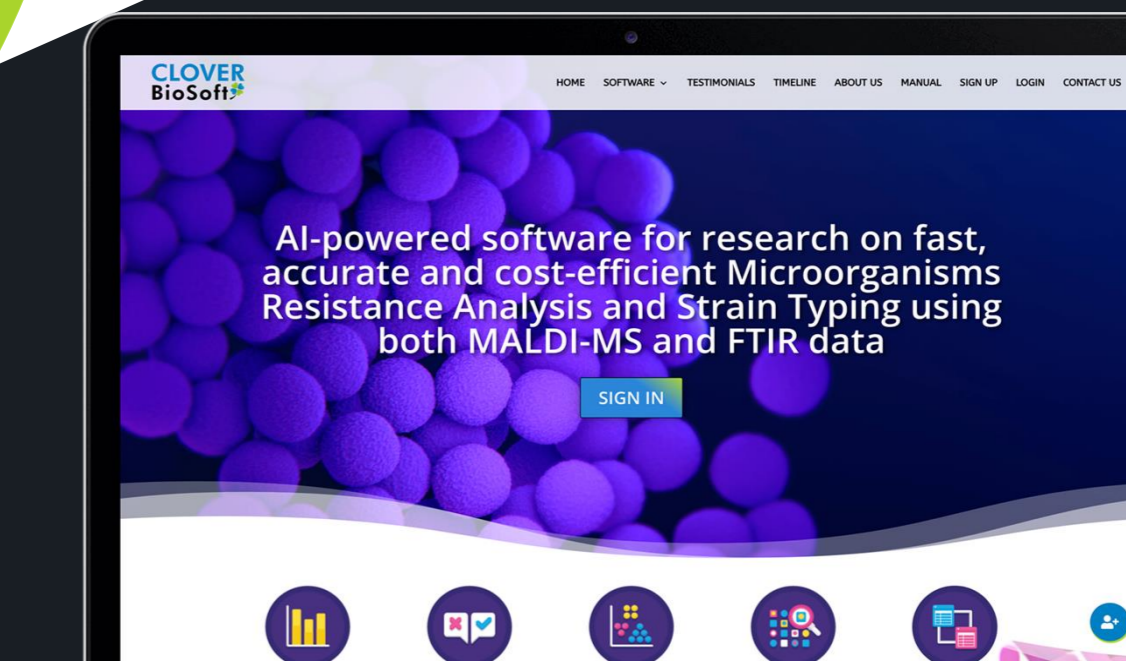 CLOVER
BioSoft
HOME SOFTWARE TESTIMONIALS TIMELINE ABOUT US MANUAL SIGN UP LOGIN CONTACT US
AI-powered software for research on fast,
accurate and cost-efficient Microorganisms
Resistance Analysis and Strain Typing using
both MALDI-MS and FTIR data
SIGN IN